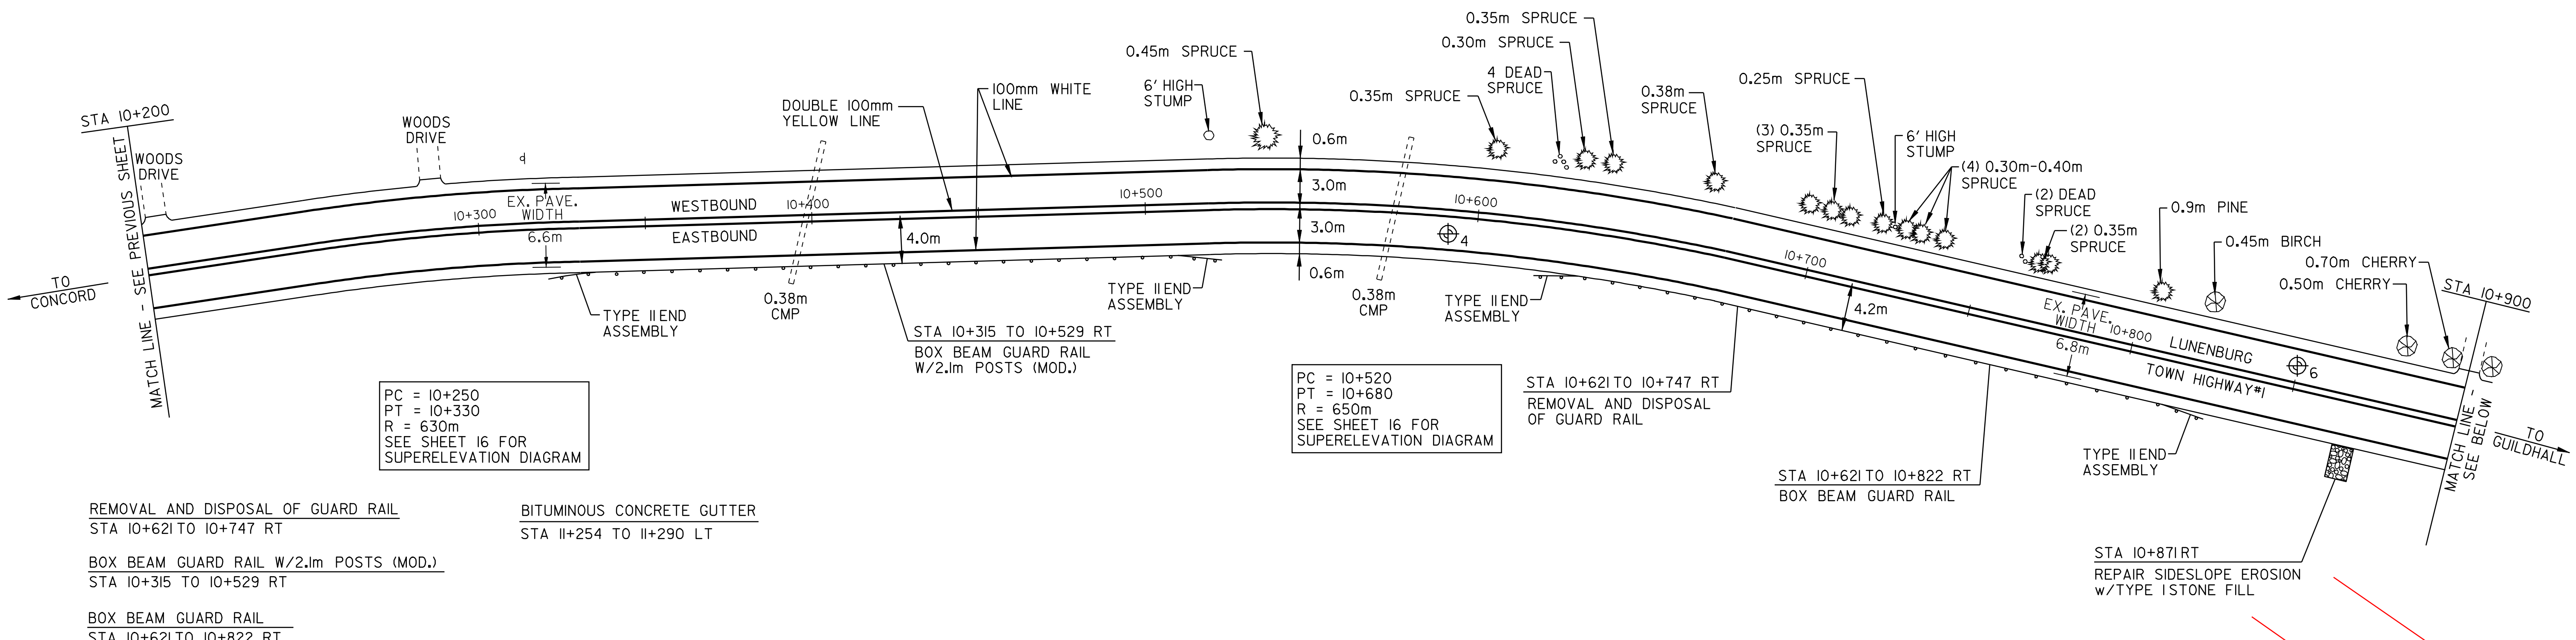 STA 10+200
MATCH LINE - SEE PREVIOUS SHEET
WOODS
DRIVE
WOODS
DRIVE
TO
CONCORD
10+300
EX. PAVE.
WIDTH
6.6m
WESTBOUND
EASTBOUND
10+400
DOUBLE 100mm
YELLOW LINE
100mm WHITE
LINE
4.0m
10+500
6' HIGH
STUMP
0.45m SPRUCE
0.6m
3.0m
3.0m
0.6m
0.35m SPRUCE
4 DEAD
SPRUCE
0.30m SPRUCE
0.35m SPRUCE
0.38m
SPRUCE
0.25m SPRUCE
(3) 0.35m
SPRUCE
6' HIGH
STUMP
(4) 0.30m-0.40m
SPRUCE
(2) DEAD
SPRUCE
(2) 0.35m
SPRUCE
0.9m PINE
0.45m BIRCH
0.70m CHERRY
0.50m CHERRY
STA 10+900
10+600
4
10+700
4.2m
EX. PAVE.
WIDTH
10+800
6.8m
LUNENBURG
TOWN HIGHWAY#1
6
MATCH LINE -
SEE BELOW
TO
GUILDHALL
TYPE II END
ASSEMBLY
0.38m
CMP
STA 10+315 TO 10+529 RT
BOX BEAM GUARD RAIL
W/2.1m POSTS (MOD.)
TYPE II END
ASSEMBLY
0.38m
CMP
TYPE II END
ASSEMBLY
STA 10+621 TO 10+747 RT
REMOVAL AND DISPOSAL
OF GUARD RAIL
STA 10+621 TO 10+822 RT
BOX BEAM GUARD RAIL
TYPE II END
ASSEMBLY
STA 10+871 RT
REPAIR SIDESLOPE EROSION
w/TYPE I STONE FILL
PC = 10+250
PT = 10+330
R = 630m
SEE SHEET 16 FOR
SUPERELEVATION DIAGRAM
PC = 10+520
PT = 10+680
R = 650m
SEE SHEET 16 FOR
SUPERELEVATION DIAGRAM
REMOVAL AND DISPOSAL OF GUARD RAIL
STA 10+621 TO 10+747 RT
BITUMINOUS CONCRETE GUTTER
STA 11+254 TO 11+290 LT
BOX BEAM GUARD RAIL W/2.1m POSTS (MOD.)
STA 10+315 TO 10+529 RT
BOX BEAM GUARD RAIL
STA 10+621 TO 10+822 RT